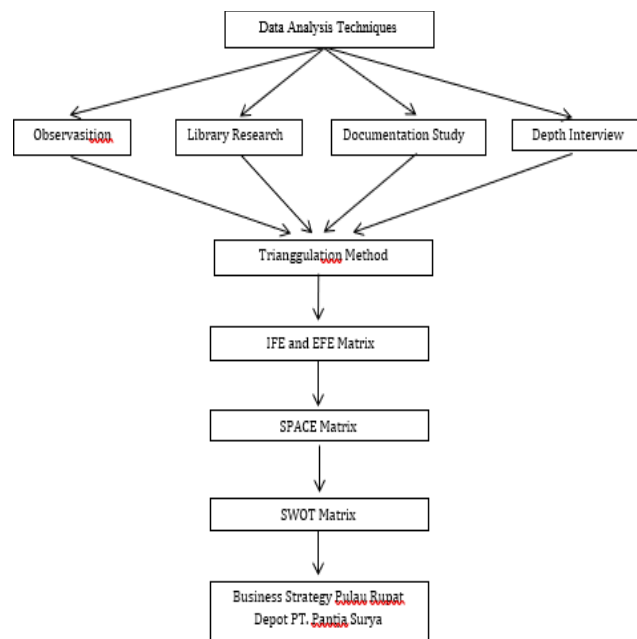 Data Analysis Techniques
Observasition
Library Research
Documentation Study
Depth Interview
Trianggulation Method
IFE and EFE Matrix
SPACE Matrix
SWOT Matrix
Business Strategy Pulau Rupat
Depot PT. Pantja Surya